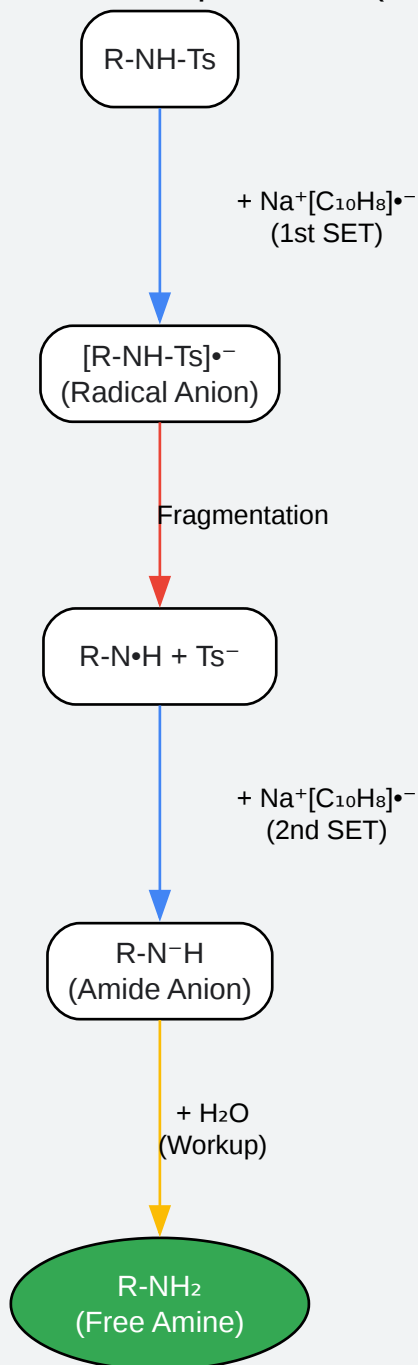 R-NH-Ts
+ Na⁺[C₁₀H₈]•⁻
(1st SET)
[R-NH-Ts]•⁻
(Radical Anion)
Fragmentation
R-N•H + Ts⁻
+ Na⁺[C₁₀H₈]•⁻
(2nd SET)
R-N⁻H
(Amide Anion)
+ H₂O
(Workup)
R-NH₂
(Free Amine)